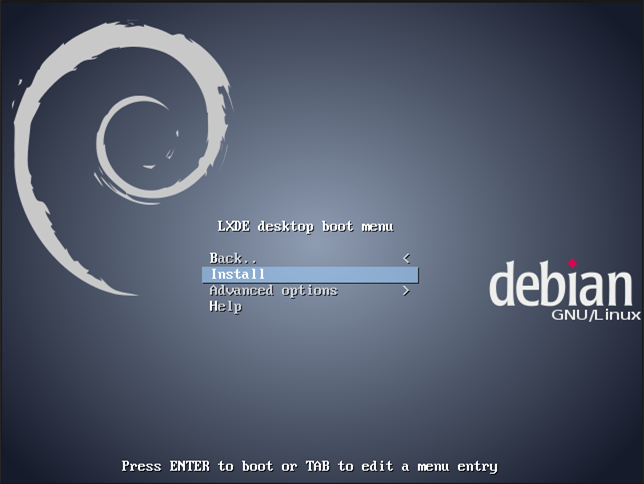 LXDE desktop boot menu
Back.. <
Install
Advanced options >
Help
debian
GNU/Linux
Press ENTER to boot or TAB to edit a menu entry